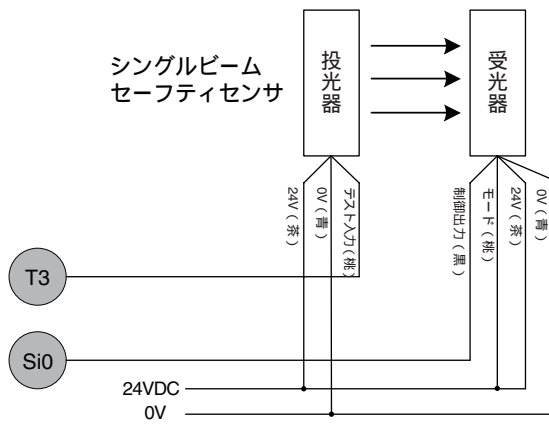 シングルビーム
セーフティセンサ
投光器
受光器
24V(茶)
0V(青)
テスト入力(桃)
制御出力(黒)
モード(桃)
24V(茶)
0V(青)
T3
Si0
24VDC
0V